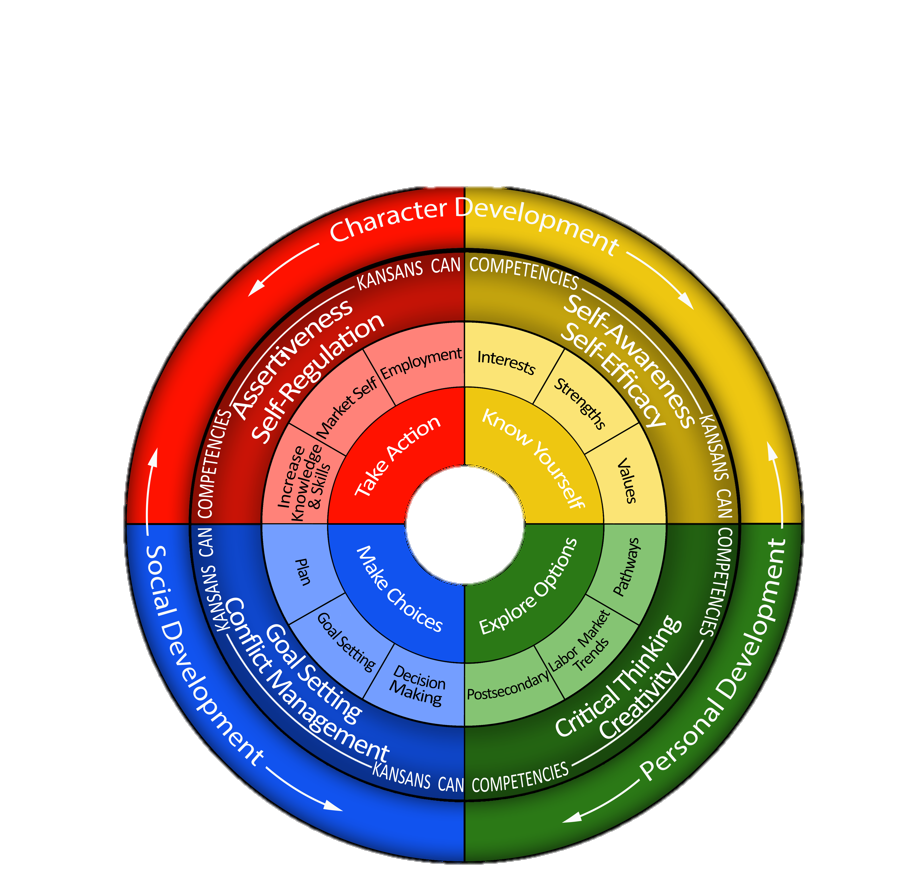 Character Development
KANSANS CAN COMPETENCIES
Assertiveness
Self-Regulation
Self-Awareness
Self-Efficacy
Employment
Market Self
Increase
Knowledge
& Skills
Interests
Strengths
Values
Take Action
Know Yourself
KANSANS CAN COMPETENCIES
KANSANS CAN COMPETENCIES
Make Choices
Explore Options
Plan
Goal Setting
Decision
Making
Pathways
Labor Market
Trends
Postsecondary
Goal Setting
Conflict Management
Critical Thinking
Creativity
KANSANS CAN COMPETENCIES
Social Development
Personal Development